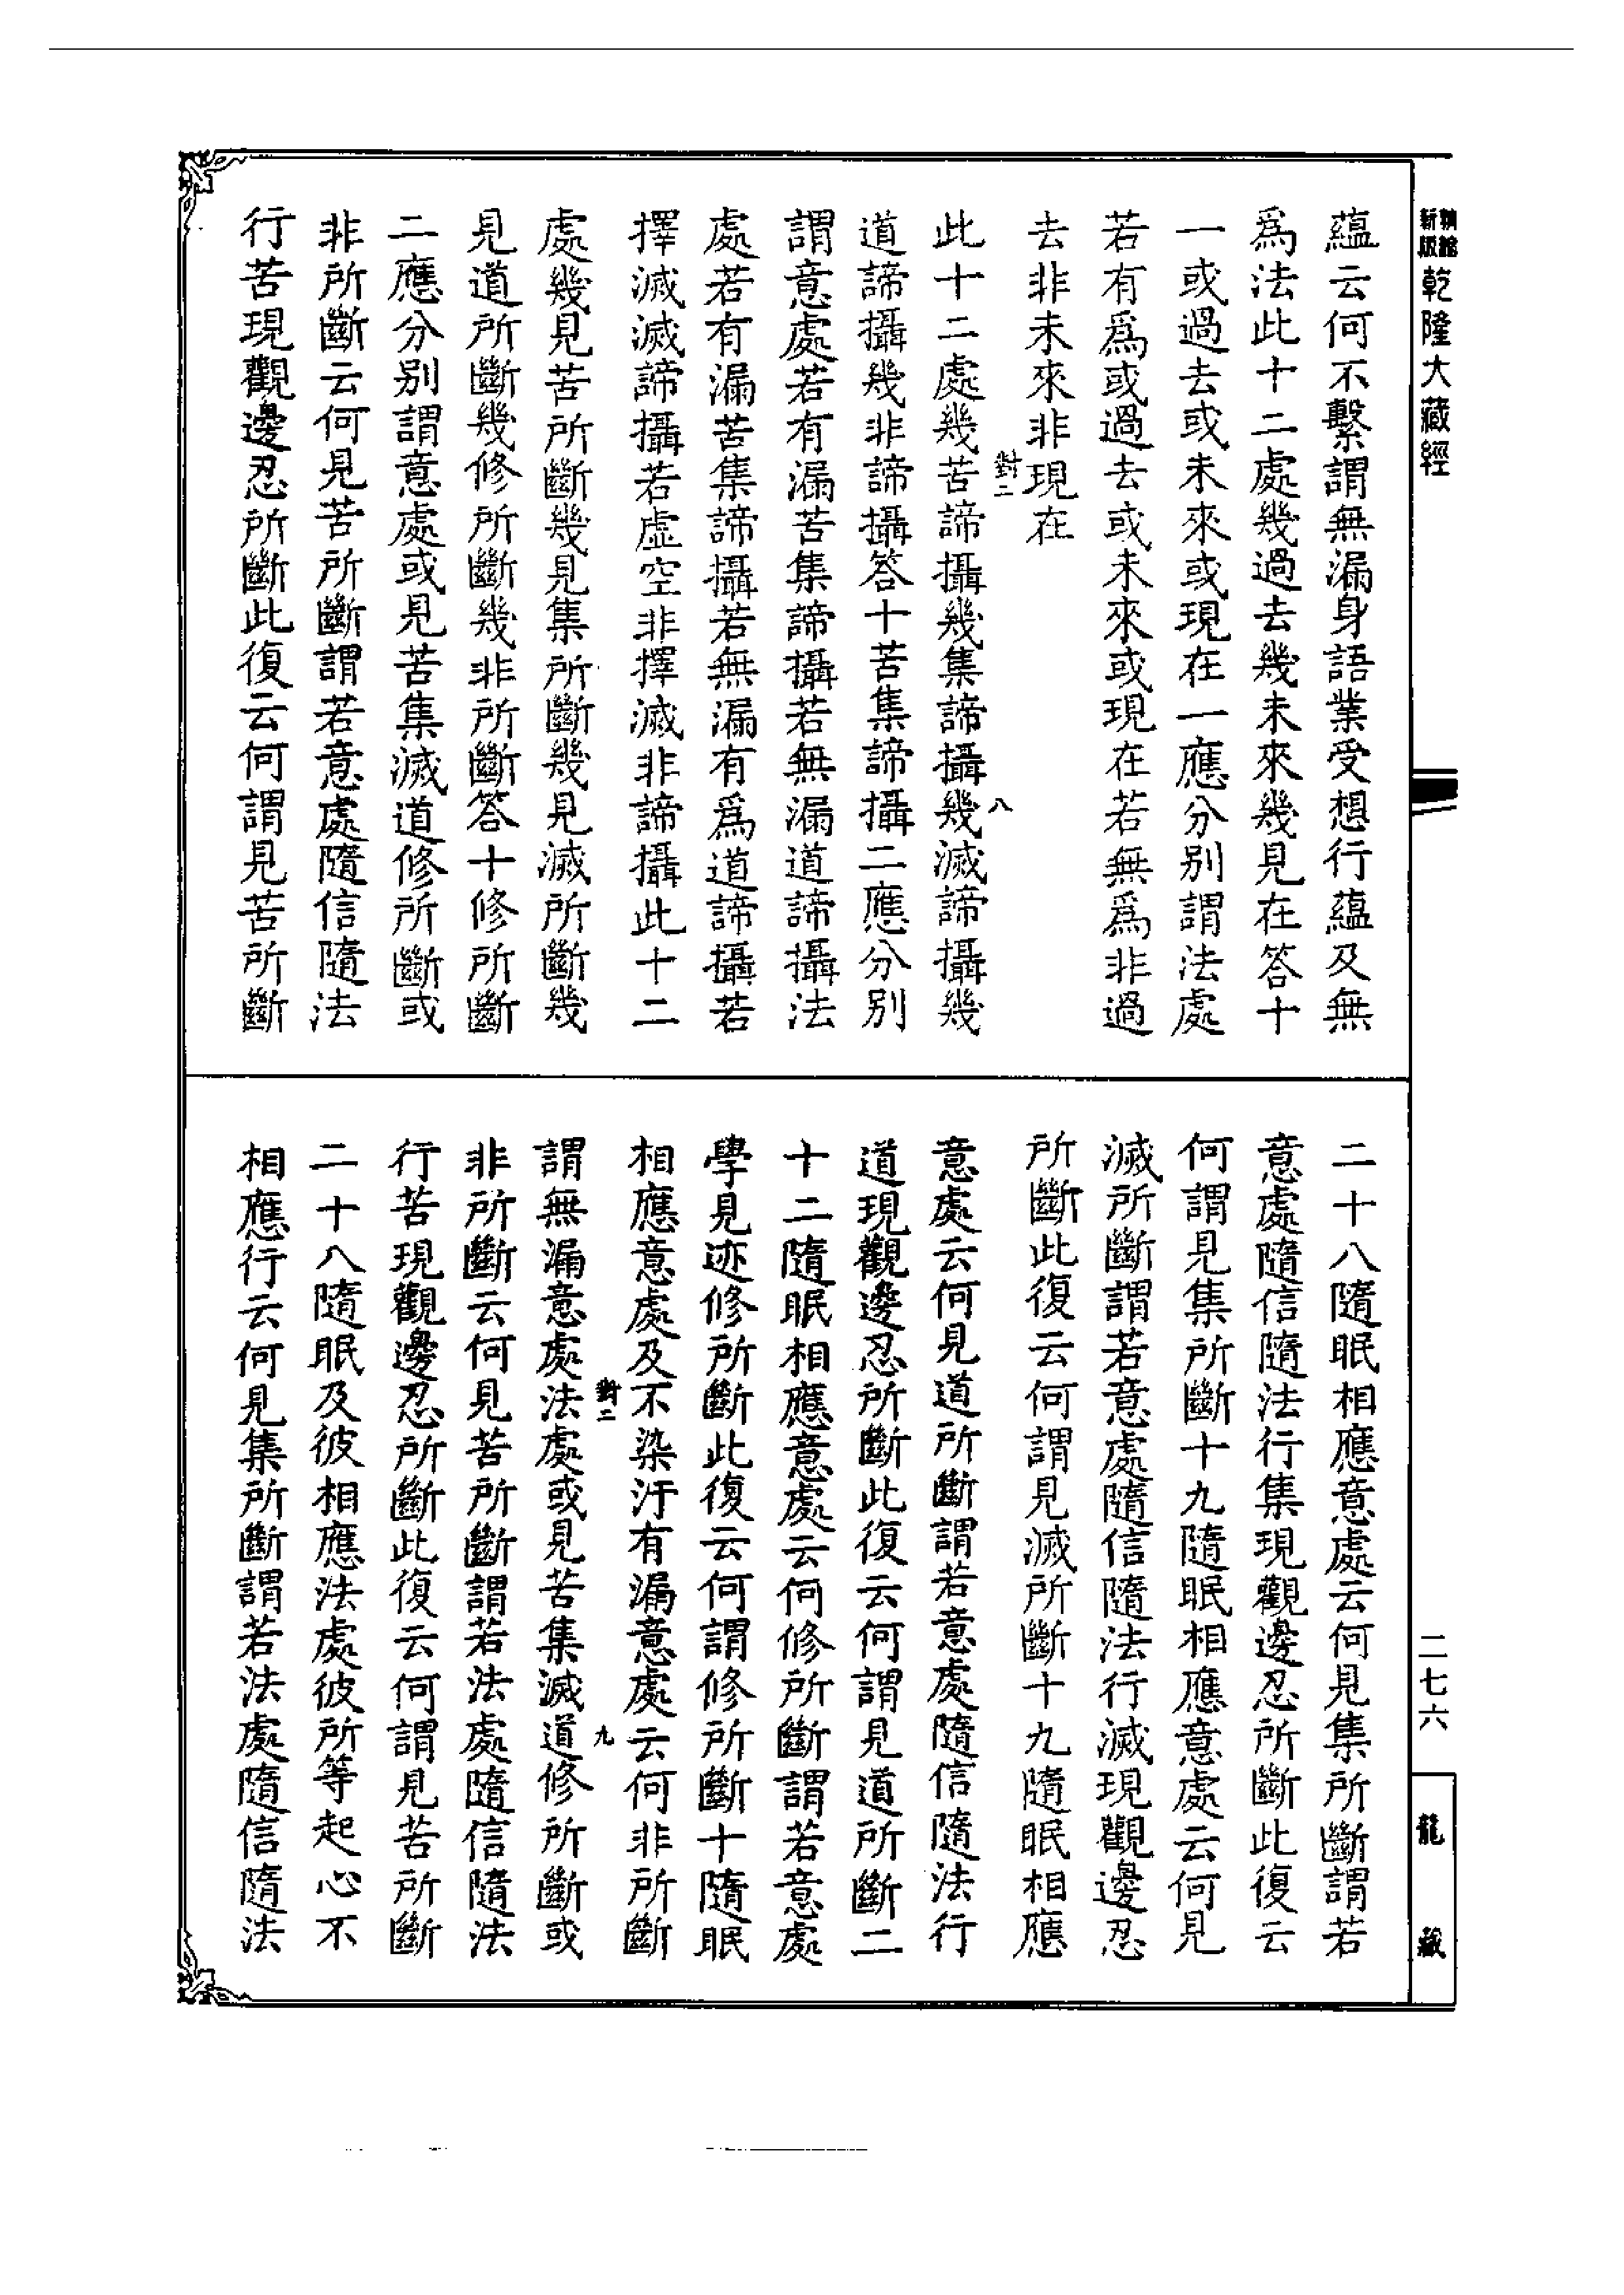 乾隆大藏經
蘊云何不繫謂無漏身語業受想行蘊及無
爲法此十二處幾過去幾未來幾見在答十
一或過去或未來或現在一應分別謂法處
若有爲或過去或未來或現在若無爲非過
去非未來非現在
對二
八
此十二處幾苦諦攝幾集諦攝幾滅諦攝幾
道諦攝幾非諦攝答十苦集諦攝二應分別
謂意處若有漏苦集諦攝若無漏道諦攝法
處若有漏苦集諦攝若無漏有爲道諦攝若
擇滅滅諦攝若虛空非擇滅非諦攝此十二
處幾見苦所斷幾見集所斷幾見滅所斷幾
見道所斷幾修所斷幾非所斷答十修所斷
二應分別謂意處或見苦集滅道修所斷或
非所斷云何見苦所斷謂若意處隨信隨法
行苦現觀邊忍所斷此復云何謂見苦所斷
二十八隨眠相應意處云何見集所斷謂若
意處隨信隨法行集現觀邊忍所斷此復云
何謂見集所斷十九隨眠相應意處云何見
滅所斷謂若意處隨信隨法行滅現觀邊忍
所斷此復云何謂見滅所斷十九隨眠相應
意處云何見道所斷謂若意處隨信隨法行
道現觀邊忍所斷此復云何謂見道所斷二
十二隨眠相應意處云何修所斷謂若意處
學見迹修所斷此復云何謂修所斷十隨眠
相應意處及不染汙有漏意處云何非所斷
對二
九
謂無漏意處法處或見苦集滅道修所斷或
非所斷云何見苦所斷謂若法處隨信隨法
行苦現觀邊忍所斷此復云何謂見苦所斷
二十八隨眠及彼相應法處彼所等起心不
相應行云何見集所斷謂若法處隨信隨法
二七六
龍藏